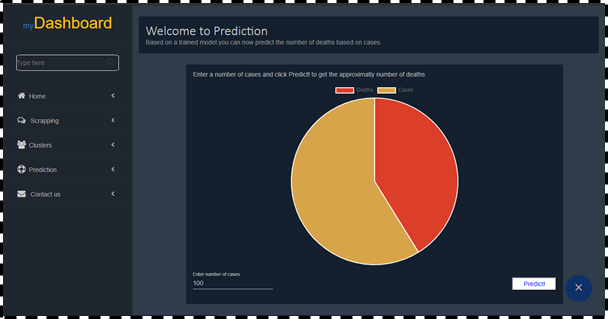 myDashboard
Welcome to Prediction
Based on a trained model you can now predict the number of deaths based on cases.
Type here
Home
Scrapping
Clusters
Prediction
Contact us
Enter a number of cases and click Predict!! to get the approximatly number of deaths
Deaths Cases
Enter number of cases
100
Predict!!